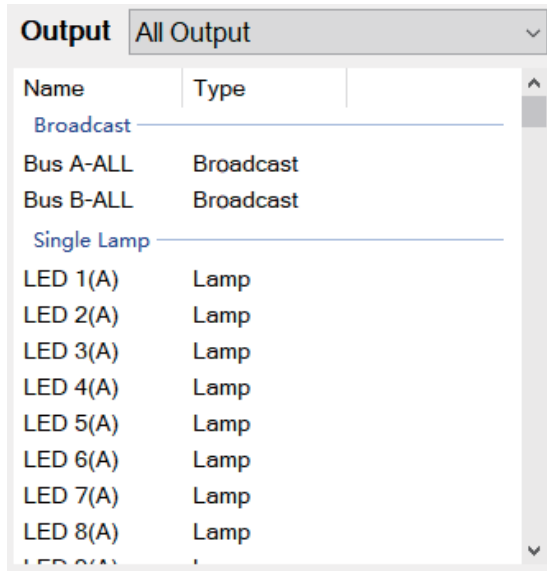 Output All Output
Name Type
Broadcast
Bus A-ALL Broadcast
Bus B-ALL Broadcast
Single Lamp
LED 1(A) Lamp
LED 2(A) Lamp
LED 3(A) Lamp
LED 4(A) Lamp
LED 5(A) Lamp
LED 6(A) Lamp
LED 7(A) Lamp
LED 8(A) Lamp